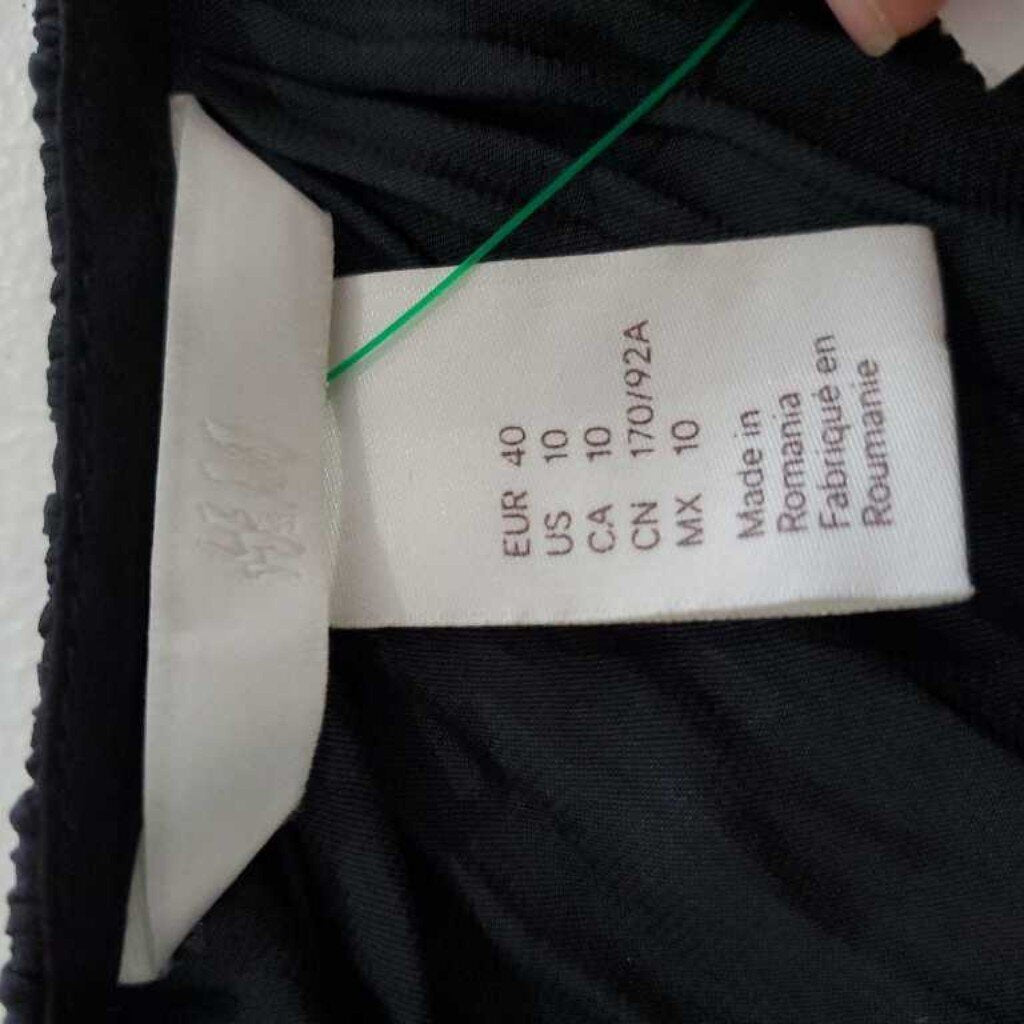 EUR 40
US 10
CA 10
CN 170/92A
MX 10
Made in
Romania
Fabriqué en
Roumanie